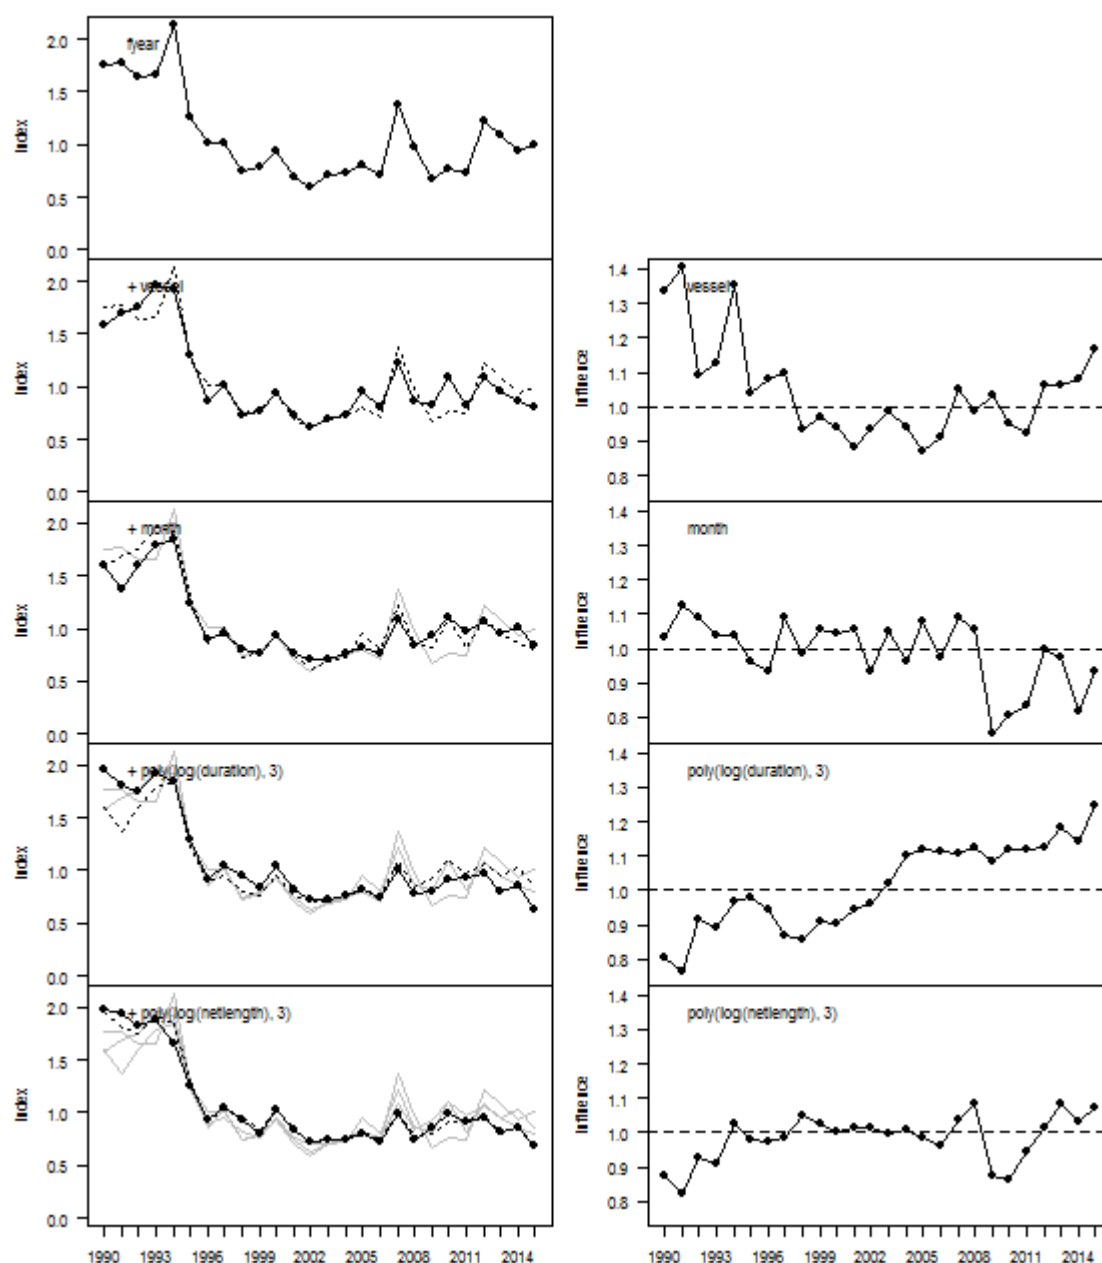 fyear
Index
2.0
1.5
1.0
0.5
0.0
+ vessel
Index
2.0
1.5
1.0
0.5
0.0
vessel
Influence
1.4
1.3
1.2
1.1
1.0
0.9
0.8
+ month
Index
2.0
1.5
1.0
0.5
0.0
month
Influence
1.4
1.3
1.2
1.1
1.0
0.9
0.8
+ poly(log(duration), 3)
Index
2.0
1.5
1.0
0.5
0.0
poly(log(duration), 3)
Influence
1.4
1.3
1.2
1.1
1.0
0.9
0.8
+ poly(log(netlength), 3)
Index
2.0
1.5
1.0
0.5
0.0
1990 1993 1996 1999 2002 2005 2008 2011 2014
poly(log(netlength), 3)
Influence
1.4
1.3
1.2
1.1
1.0
0.9
0.8
1990 1993 1996 1999 2002 2005 2008 2011 2014